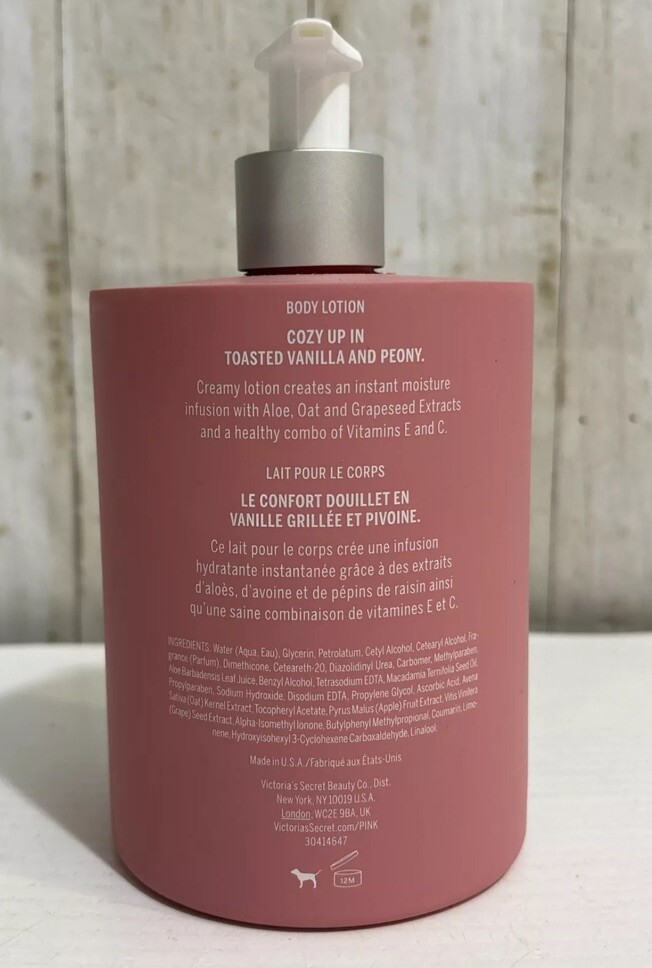 BODY LOTION
COZY UP IN
TOASTED VANILLA AND PEONY.
Creamy lotion creates an instant moisture
infusion with Aloe, Oat and Grapeseed Extracts
and a healthy combo of Vitamins E and C.
LAIT POUR LE CORPS
LE CONFORT DOUILLET EN
VANILLE GRILLÉE ET PIVOINE.
Ce lait pour le corps crée une infusion
hydratante instantanée grâce à des extraits
d'aloès, d'avoine et de pépins de raisin ainsi
qu'une saine combinaison de vitamines E et C.
INGREDIENTS: Water (Aqua, Eau), Glycerin, Petrolatum, Cetyl Alcohol, Cetearyl Alcohol, Fra-
grance (Parfum), Dimethicone, Ceteareth-20, Diazolidinyl Urea, Carbomer, Methylparaben,
Aloe Barbadensis Leaf Juice, Benzyl Alcohol, Tetrasodium EDTA, Macadamia Ternifolia Seed Oil,
Propylparaben, Sodium Hydroxide, Disodium EDTA, Propylene Glycol, Ascorbic Acid, Avena
Sativa (Oat) Kernel Extract, Tocopheryl Acetate, Pyrus Malus (Apple) Fruit Extract, Vitis Vinifera
(Grape) Seed Extract, Alpha-Isomethyl Ionone, Butylphenyl Methylpropional, Coumarin, Limo-
nene, Hydroxyisohexyl 3-Cyclohexene Carboxaldehyde, Linalool.
Made in U.S.A./Fabriqué aux États-Unis
Victoria's Secret Beauty Co., Dist.
New York, NY 10019 U.S.A.
London, WC2E 9BA, UK
VictoriasSecret.com/PINK
30414647
12M